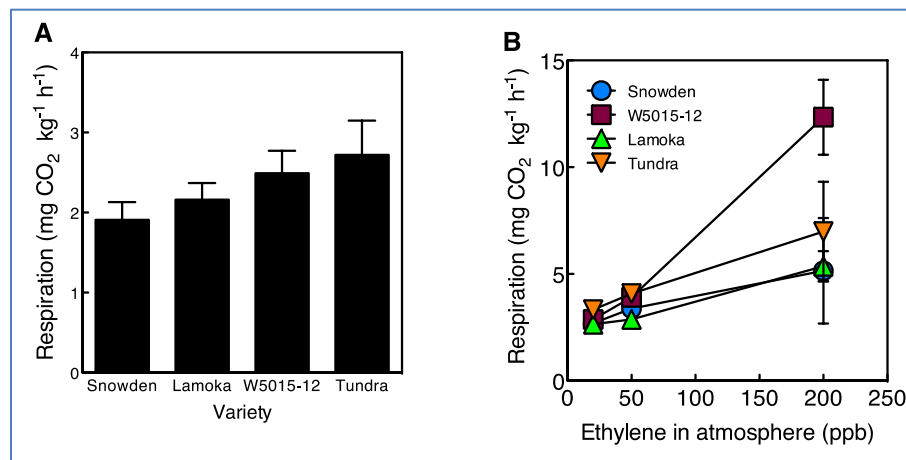 A
Respiration (mg CO₂ kg⁻¹ h⁻¹)
4
3
2
1
0
Snowden Lamoka W5015-12 Tundra
Variety
B
Respiration (mg CO₂ kg⁻¹ h⁻¹)
15
10
5
0
Snowden
W5015-12
Lamoka
Tundra
0 50 100 150 200 250
Ethylene in atmosphere (ppb)